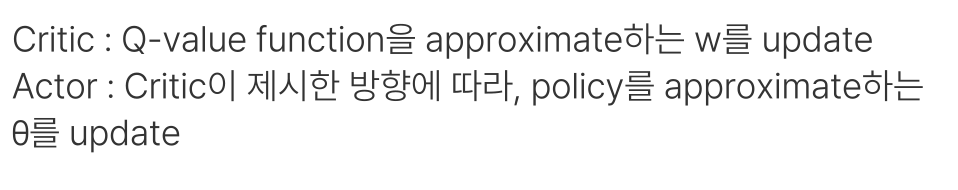 Critic : Q-value function을 approximate하는 w를 update
Actor : Critic이 제시한 방향에 따라, policy를 approximate하는
θ를 update